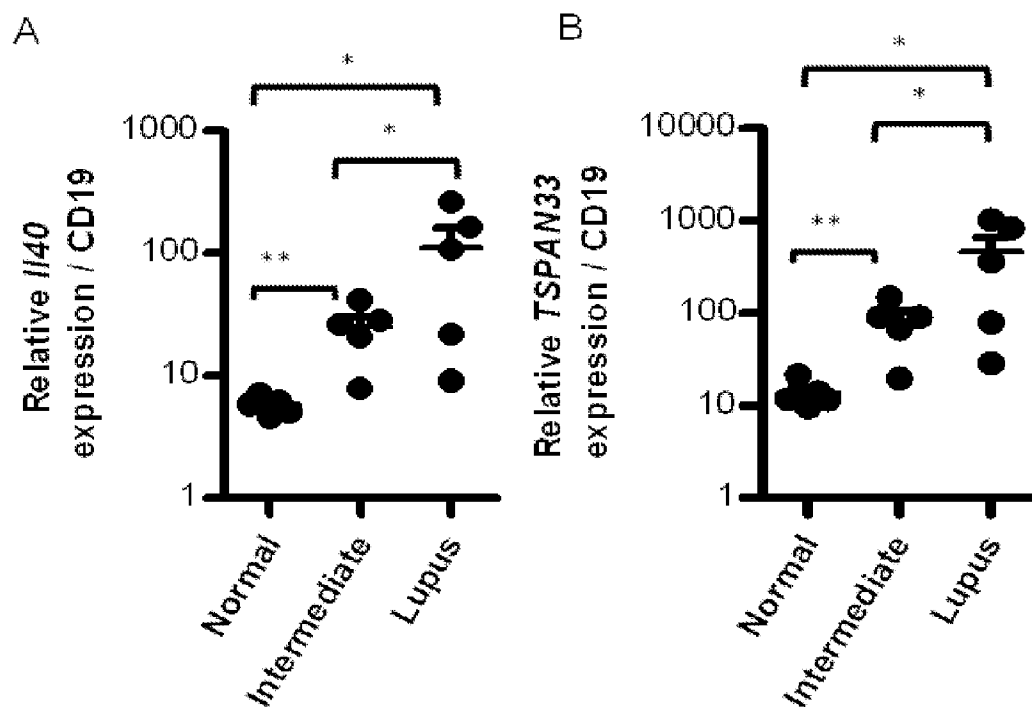 A
*
*
**
1000
100
10
1
Relative Il40
expression / CD19
Normal
Intermediate
Lupus
B
*
*
**
10000
1000
100
10
1
Relative TSPAN33
expression / CD19
Normal
Intermediate
Lupus